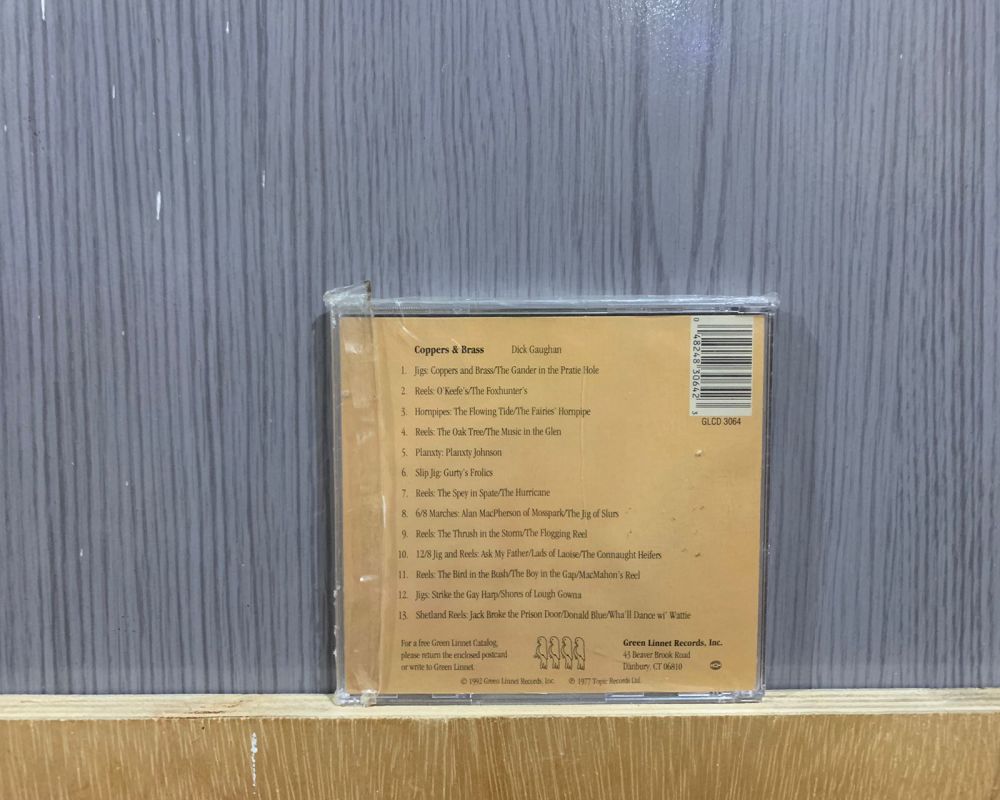 Coppers & Brass Dick Gaughan
1. Jigs: Coppers and Brass/The Gander in the Pratie Hole
2. Reels: O'Keefe's/The Foxhunter's
3. Hornpipes: The Flowing Tide/The Fairies' Hornpipe
4. Reels: The Oak Tree/The Music in the Glen
5. Planxty: Planxty Johnson
6. Slip Jig: Gurty's Frolics
7. Reels: The Spey in Spate/The Hurricane
8. 6/8 Marches: Alan MacPherson of Mosspark/The Jig of Slurs
9. Reels: The Thrush in the Storm/The Flogging Reel
10. 12/8 Jig and Reels: Ask My Father/Lads of Laoise/The Connaught Heifers
11. Reels: The Bird in the Bush/The Boy in the Gap/MacMahon's Reel
12. Jigs: Strike the Gay Harp/Shores of Lough Gowna
13. Shetland Reels: Jack Broke the Prison Door/Donald Blue/Wha'll Dance wi' Wattie
0 48248 30642 3
GLCD 3064
For a free Green Linnet Catalog,
please return the enclosed postcard
or write to Green Linnet.
Green Linnet Records, Inc.
43 Beaver Brook Road
Danbury, CT 06810
© 1992 Green Linnet Records, Inc. ℗ 1977 Topic Records Ltd.